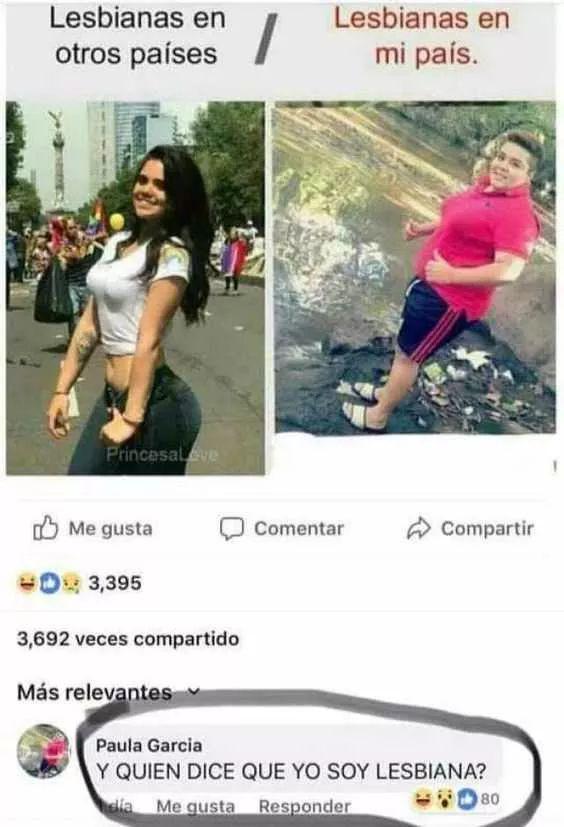 Lesbianas en
otros países
/
Lesbianas en
mi país.
PrincesaLove
Me gusta
Comentar
Compartir
3,395
3,692 veces compartido
Más relevantes
Paula Garcia
Y QUIEN DICE QUE YO SOY LESBIANA?
día Me gusta Responder
80